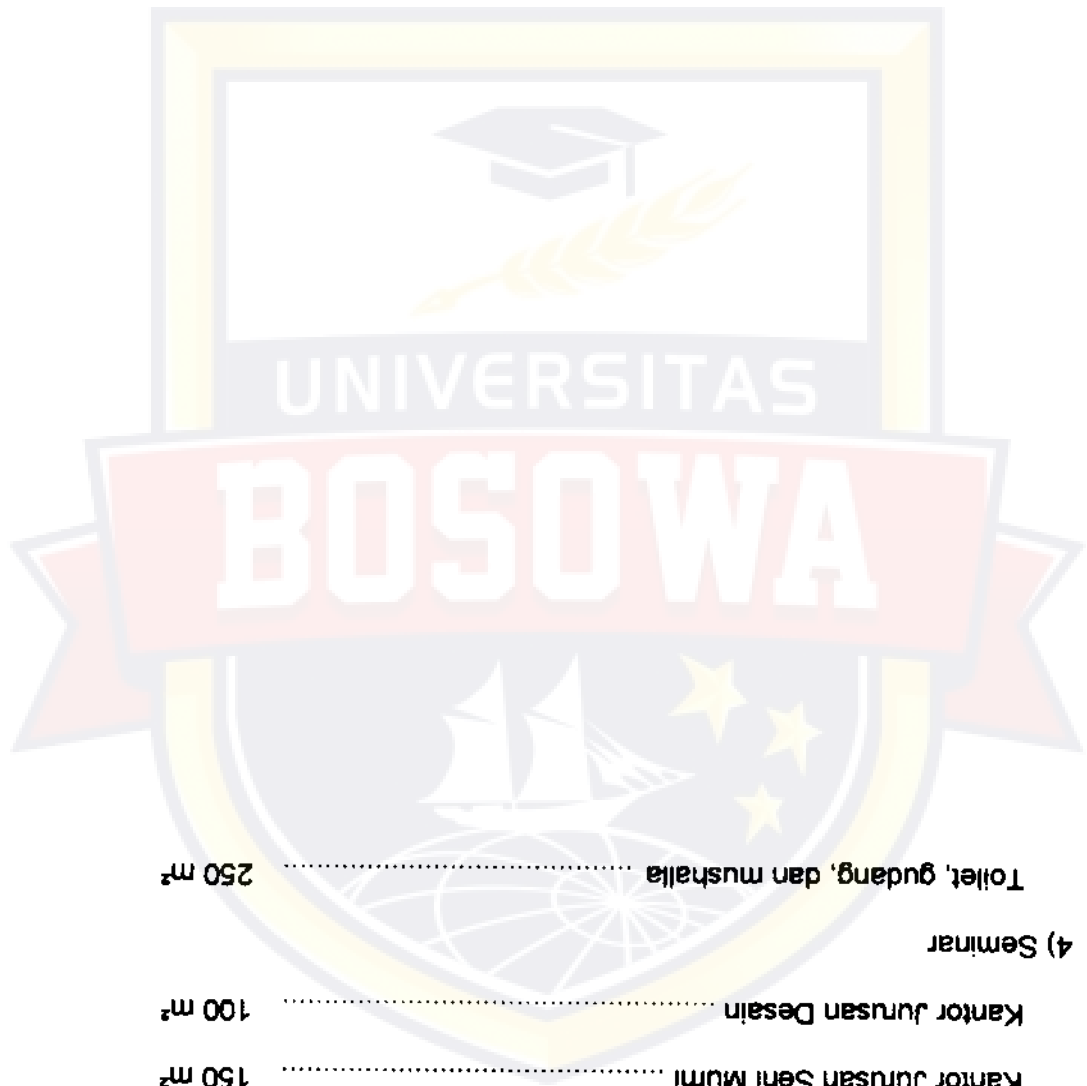 UNIVERSITAS
BOSOWA
Kantor Jurusan Seni Murni ........................................ 150 m²
Kantor Jurusan Desain ........................................ 100 m²
4) Seminar
Toilet, gudang, dan mushalla ........................................ 250 m²